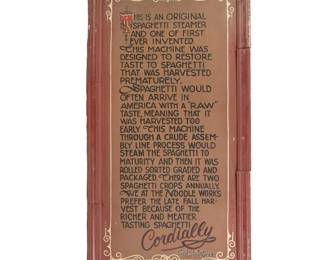 THIS IS AN ORIGINAL
SPAGHETTI STEAMER
AND ONE OF FIRST
EVER INVENTED.
THIS MACHINE WAS
DESIGNED TO RESTORE
TASTE TO SPAGHETTI
THAT WAS HARVESTED
PREMATURELY.
SPAGHETTI WOULD
OFTEN ARRIVE IN
AMERICA WITH A "RAW"
TASTE, MEANING THAT IT
WAS HARVESTED TOO
EARLY. THIS MACHINE
THROUGH A CRUDE ASSEM-
BLY, LINE PROCESS WOULD
STEAM THE SPAGHETTI TO
MATURITY AND THEN IT WAS
ROLLED SORTED GRADED AND
PACKAGED. THERE ARE TWO
SPAGHETTI CROPS ANNUALLY.
WE AT THE NOODLE WORKS
PREFER THE LATE FALL HAR-
VEST BECAUSE OF THE
RICHER AND MEATIER
TASTING SPAGHETTI
Cordially